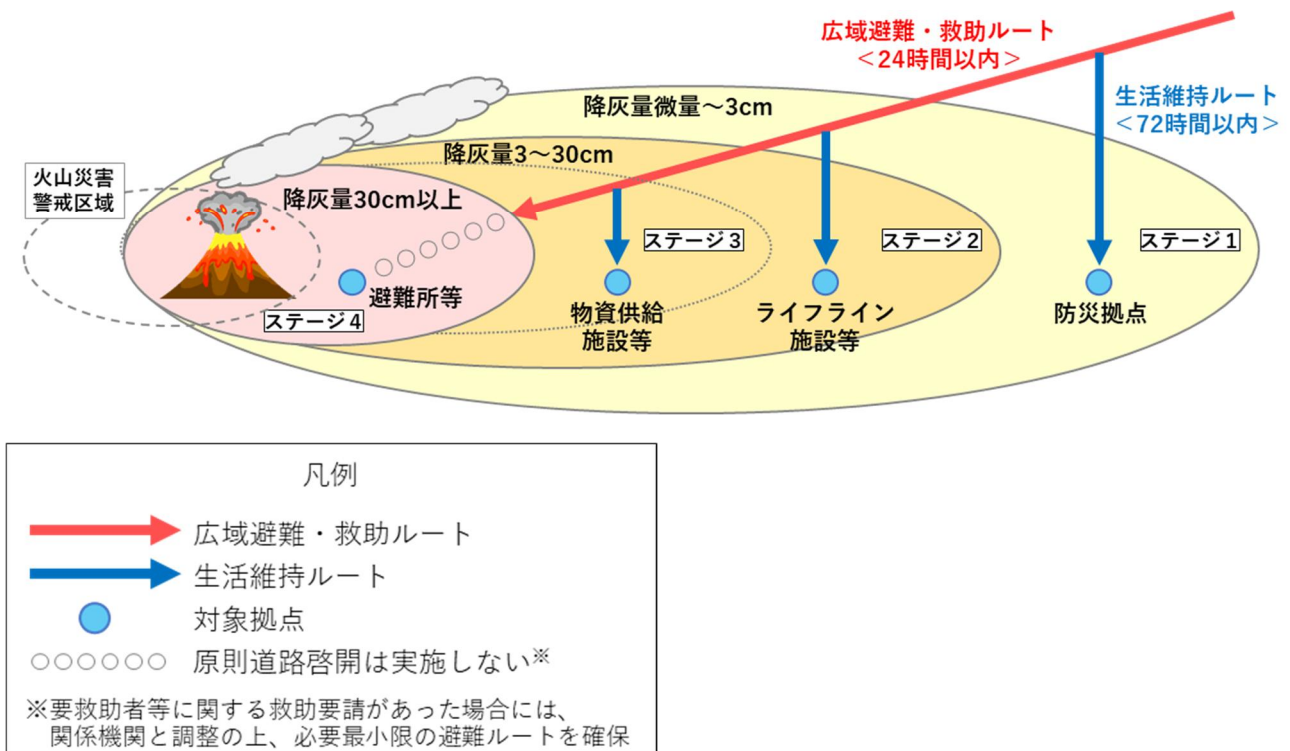 広域避難・救助ルート
＜24時間以内＞
生活維持ルート
＜72時間以内＞
降灰量微量～3cm
降灰量3～30cm
火山災害
警戒区域
降灰量30cm以上
ステージ3
ステージ2
ステージ1
避難所等
ステージ4
物資供給
施設等
ライフライン
施設等
防災拠点
凡例
広域避難・救助ルート
生活維持ルート
対象拠点
原則道路啓開は実施しない※
※要救助者等に関する救助要請があった場合には、
関係機関と調整の上、必要最小限の避難ルートを確保